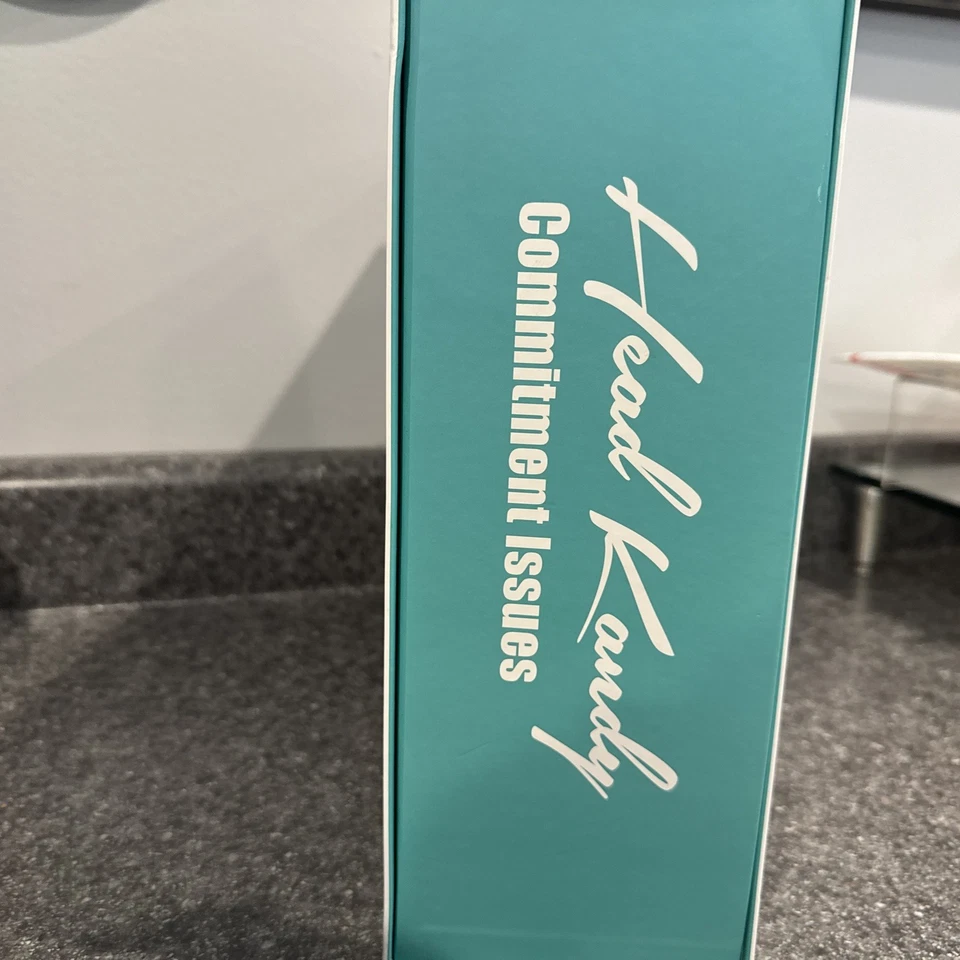 Head Kandy
Commitment Issues